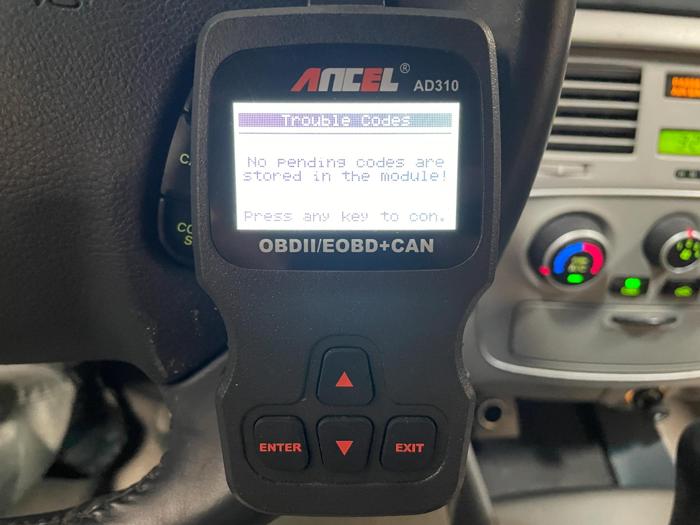 ANCEL®
AD310
Trouble Codes
No pending codes are
stored in the module!
Press any key to con.
OBDII/EOBD+CAN
ENTER
EXIT